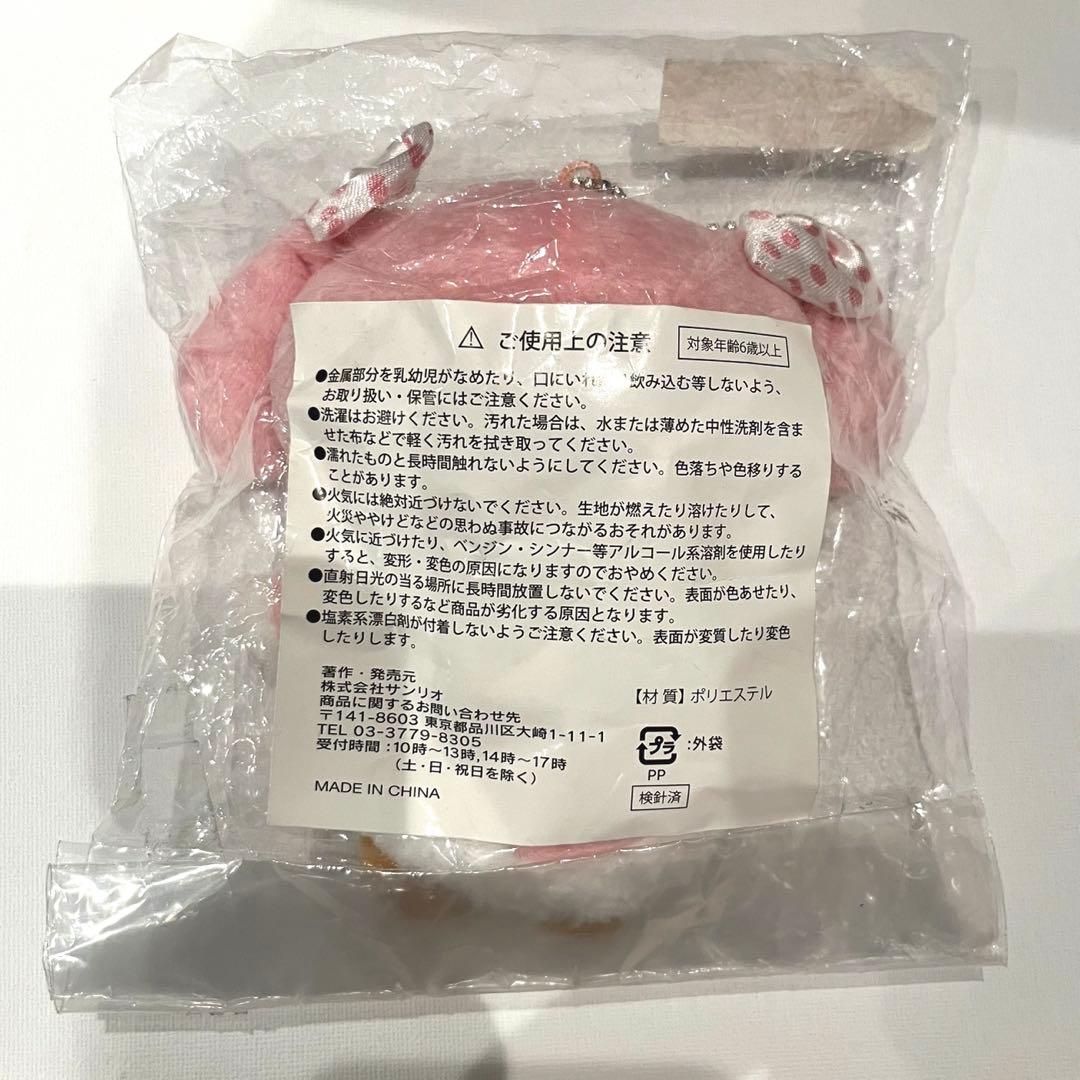 ⚠ ご使用上の注意 対象年齢6歳以上
●金属部分を乳幼児がなめたり、口にいれ 飲み込む等しないよう、
お取り扱い・保管にはご注意ください。
●洗濯はお避けください。汚れた場合は、水または薄めた中性洗剤を含ま
せた布などで軽く汚れを拭き取ってください。
●濡れたものと長時間触れないようにしてください。色落ちや色移りする
ことがあります。
●火気には絶対近づけないでください。生地が燃えたり溶けたりして、
火災ややけどなどの思わぬ事故につながるおそれがあります。
●火気に近づけたり、ベンジン・シンナー等アルコール系溶剤を使用したり
すると、変形・変色の原因になりますのでおやめください。
●直射日光の当る場所に長時間放置しないでください。表面が色あせたり、
変色したりするなど商品が劣化する原因となります。
●塩素系漂白剤が付着しないようご注意ください。表面が変質したり変色
したりします。
著作・発売元
株式会社サンリオ
商品に関するお問い合わせ先
〒141-8603 東京都品川区大崎1-11-1
TEL 03-3779-8305
受付時間：10時〜13時,14時〜17時
（土・日・祝日を除く）
MADE IN CHINA
【材 質】ポリエステル
プラ :外袋
PP
検針済